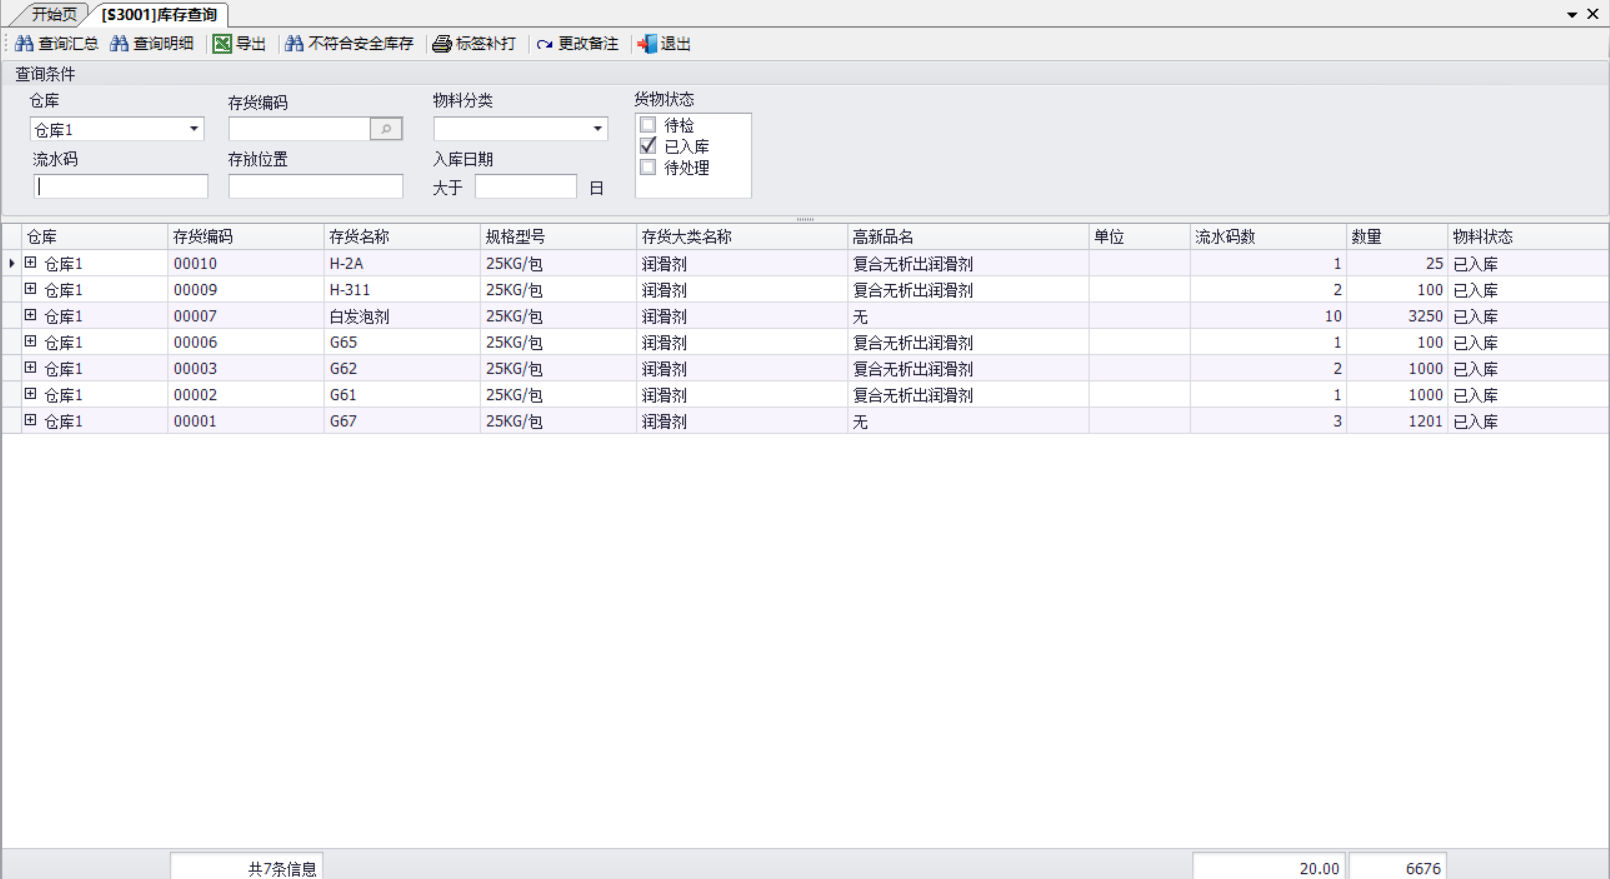 开始页 [S3001]库存查询
查询汇总 查询明细 导出 不符合安全库存 标签补打 更改备注 退出
查询条件
仓库 存货编码 物料分类 货物状态
仓库1 待检
已入库
流水码 存放位置 入库日期 待处理
大于 日
仓库 存货编码 存货名称 规格型号 存货大类名称 高新品名 单位 流水码数 数量 物料状态
仓库1 00010 H-2A 25KG/包 润滑剂 复合无析出润滑剂 1 25 已入库
仓库1 00009 H-311 25KG/包 润滑剂 复合无析出润滑剂 2 100 已入库
仓库1 00007 白发泡剂 25KG/包 润滑剂 无 10 3250 已入库
仓库1 00006 G65 25KG/包 润滑剂 复合无析出润滑剂 1 100 已入库
仓库1 00003 G62 25KG/包 润滑剂 复合无析出润滑剂 2 1000 已入库
仓库1 00002 G61 25KG/包 润滑剂 复合无析出润滑剂 1 1000 已入库
仓库1 00001 G67 25KG/包 润滑剂 无 3 1201 已入库
共7条信息 20.00 6676